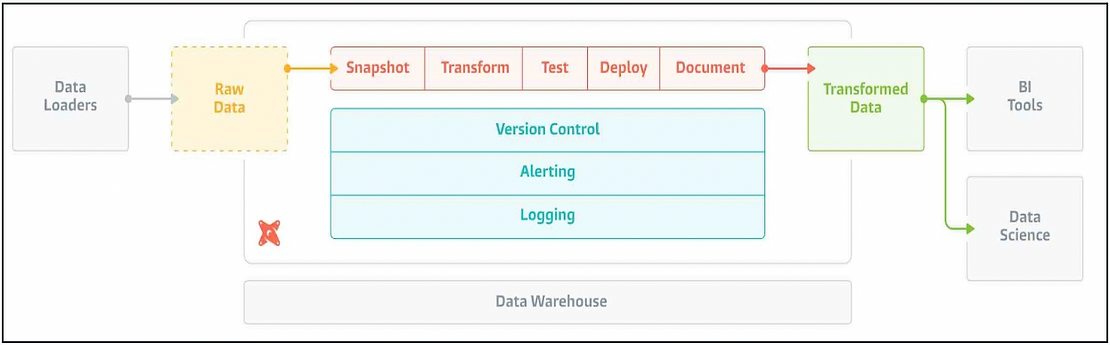 Data
Loaders
Raw
Data
Snapshot
Transform
Test
Deploy
Document
Version Control
Alerting
Logging
Transformed
Data
BI
Tools
Data
Science
Data Warehouse